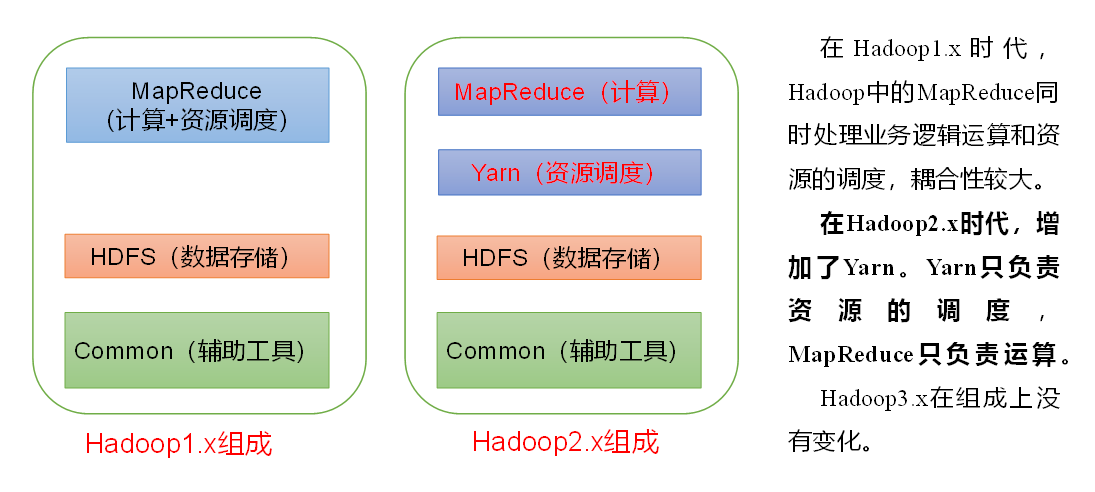 MapReduce
(计算+资源调度)
HDFS（数据存储）
Common（辅助工具）
Hadoop1.x组成
MapReduce（计算）
Yarn（资源调度）
HDFS（数据存储）
Common（辅助工具）
Hadoop2.x组成
在 Hadoop1.x 时代，
Hadoop中的MapReduce同
时处理业务逻辑运算和资
源的调度，耦合性较大。
在Hadoop2.x时代，增
加了Yarn。Yarn只负责
资源的调度，
MapReduce只负责运算。
Hadoop3.x在组成上没
有变化。